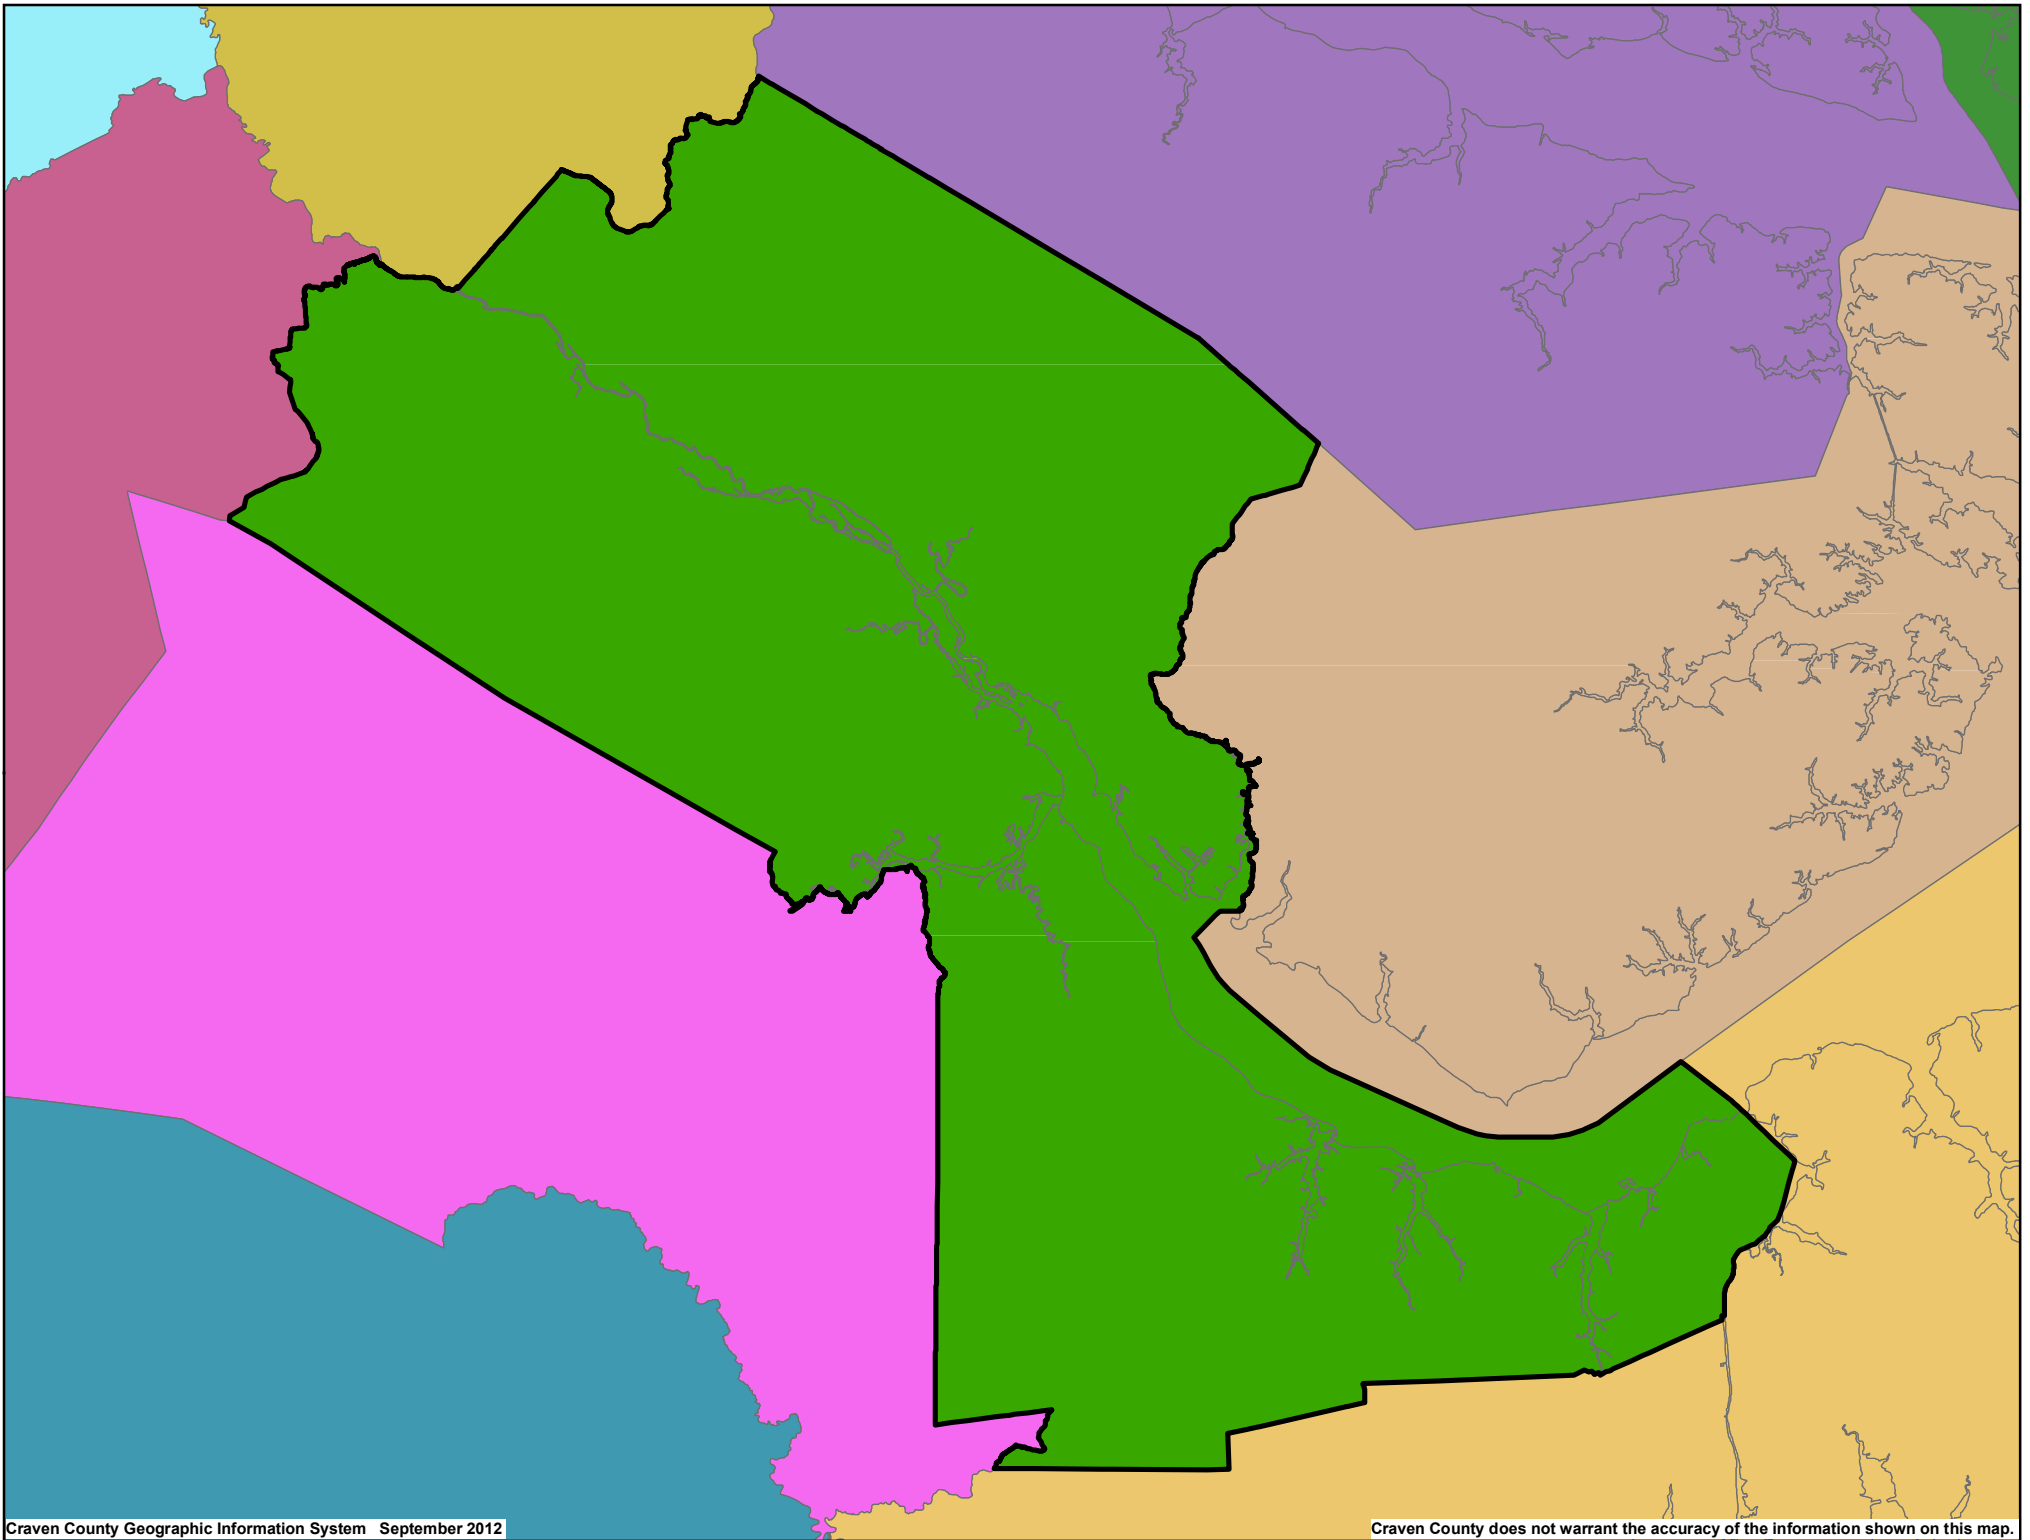 Craven County Geographic Information System   September 2012
Craven County does not warrant the accuracy of the information shown on this map.